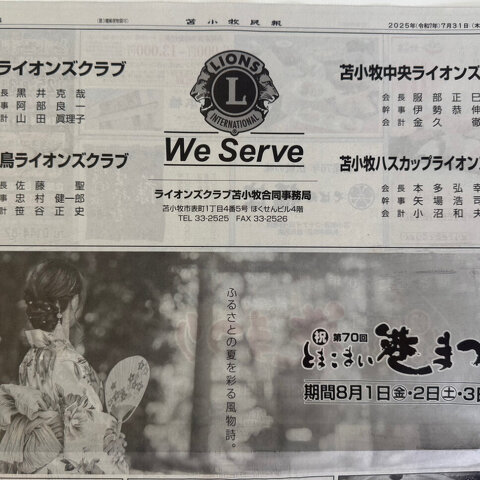 苫小牧民報
2025年(令和7年)7月31日(木
ライオンズクラブ
長 黒井克哉
事 阿部良一
計 山田眞理子
鳥ライオンズクラブ
長 佐藤 聖
事 忠村健一郎
計 笹谷正史
LIONS
L
INTERNATIONAL
We Serve
ライオンズクラブ苫小牧合同事務局
苫小牧市表町1丁目4番5号 ほくせんビル4階
TEL 33-2525 FAX 33-2526
苫小牧中央ライオンズ
会長 服部正巳
幹事 伊勢恭伸
会計 金久 徹
苫小牧ハスカップライオン
会長 本多弘幸
幹事 矢場浩司
会計 小沼和夫
ふるさとの夏を彩る風物詩。
祝 第70回
とまこまい港まつ
期間8月1日(金)・2日(土)・3日